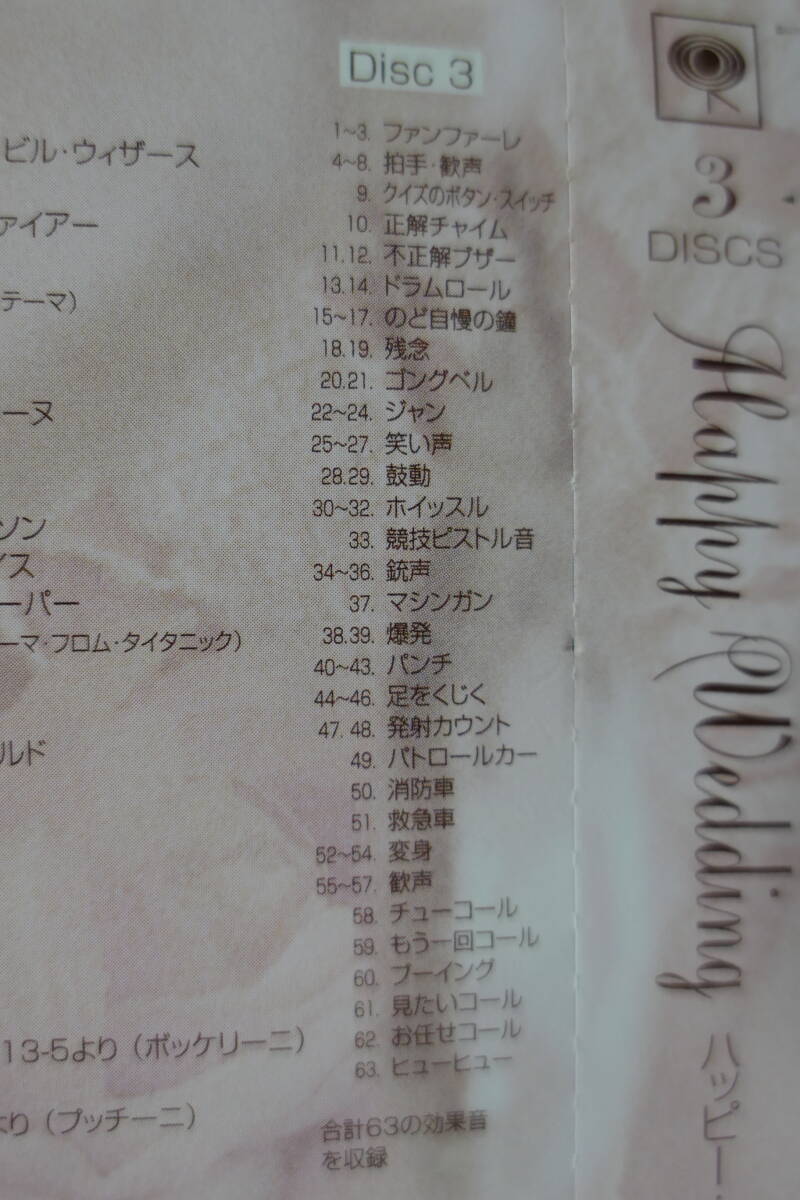 ビル・ウィザース
ァイアー
テーマ)
ーヌ
ソン
イス
ーパー
ーマ・フロム・タイタニック)
ルド
13-5より (ボッケリーニ)
より (プッチーニ)
Disc 3
1~3. ファンファーレ
4~8. 拍手・歓声
9. クイズのボタン・スイッチ
10. 正解チャイム
11.12. 不正解ブザー
13.14. ドラムロール
15~17. のど自慢の鐘
18.19. 残念
20.21. ゴングベル
22~24. ジャン
25~27. 笑い声
28.29. 鼓動
30~32. ホイッスル
33. 競技ピストル音
34~36. 銃声
37. マシンガン
38.39. 爆発
40~43. パンチ
44~46. 足をくじく
47. 48. 発射カウント
49. パトロールカー
50. 消防車
51. 救急車
52~54. 変身
55~57. 歓声
58. チューコール
59. もう一回コール
60. ブーイング
61. 見たいコール
62. お任せコール
63. ヒューヒュー
合計63の効果音
を収録
3
DISCS
Happy Wedding
ハッピー・